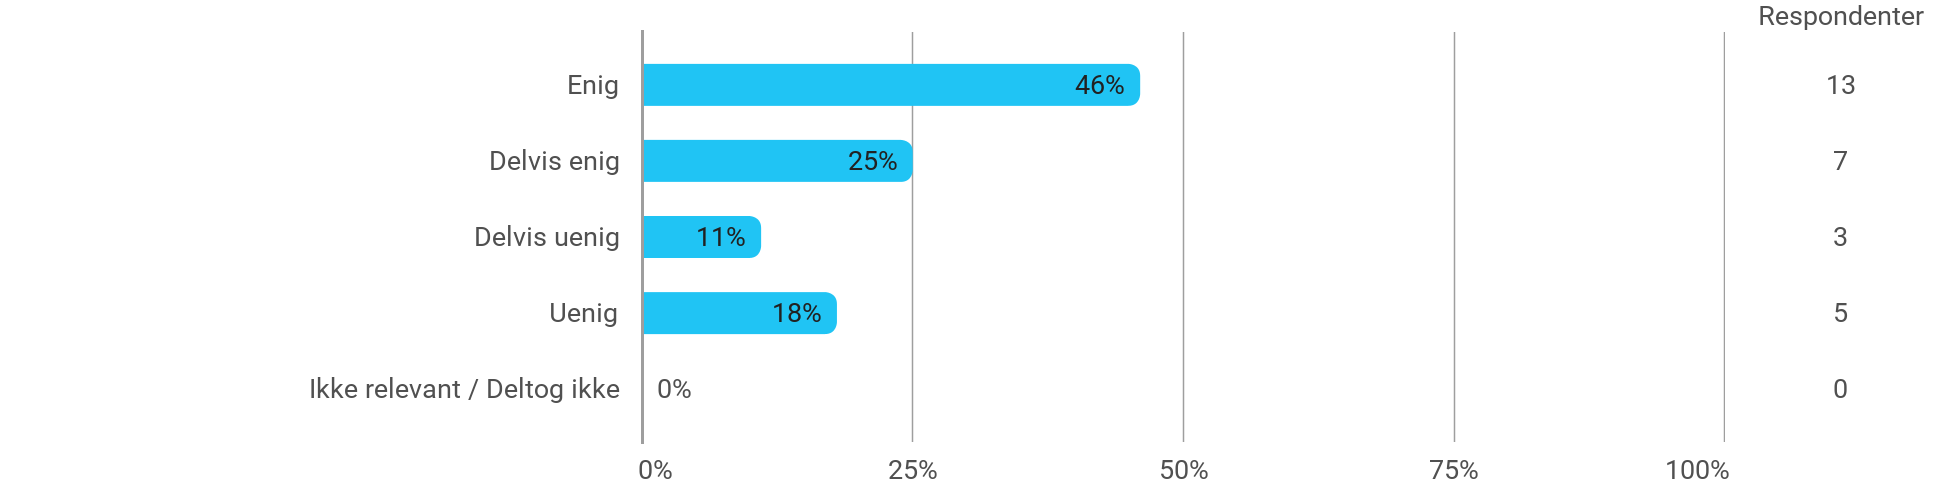 Respondenter
Enig 46% 13
Delvis enig 25% 7
Delvis uenig 11% 3
Uenig 18% 5
Ikke relevant / Deltog ikke 0% 0
0% 25% 50% 75% 100%